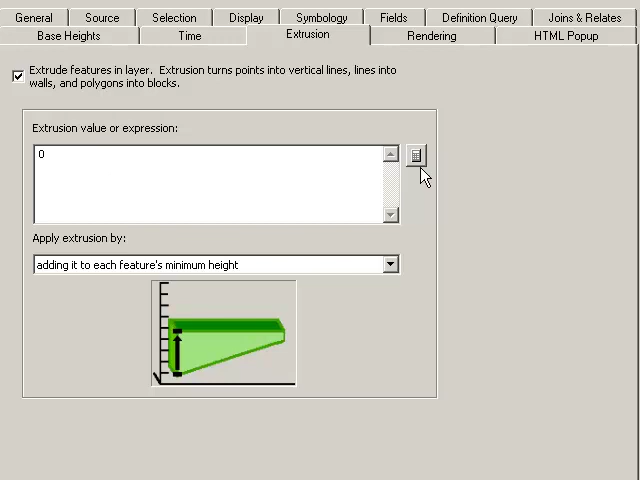 General Source Selection Display Symbology Fields Definition Query Joins & Relates
Base Heights Time Extrusion Rendering HTML Popup
Extrude features in layer. Extrusion turns points into vertical lines, lines into
walls, and polygons into blocks.
Extrusion value or expression:
0
Apply extrusion by:
adding it to each feature's minimum height